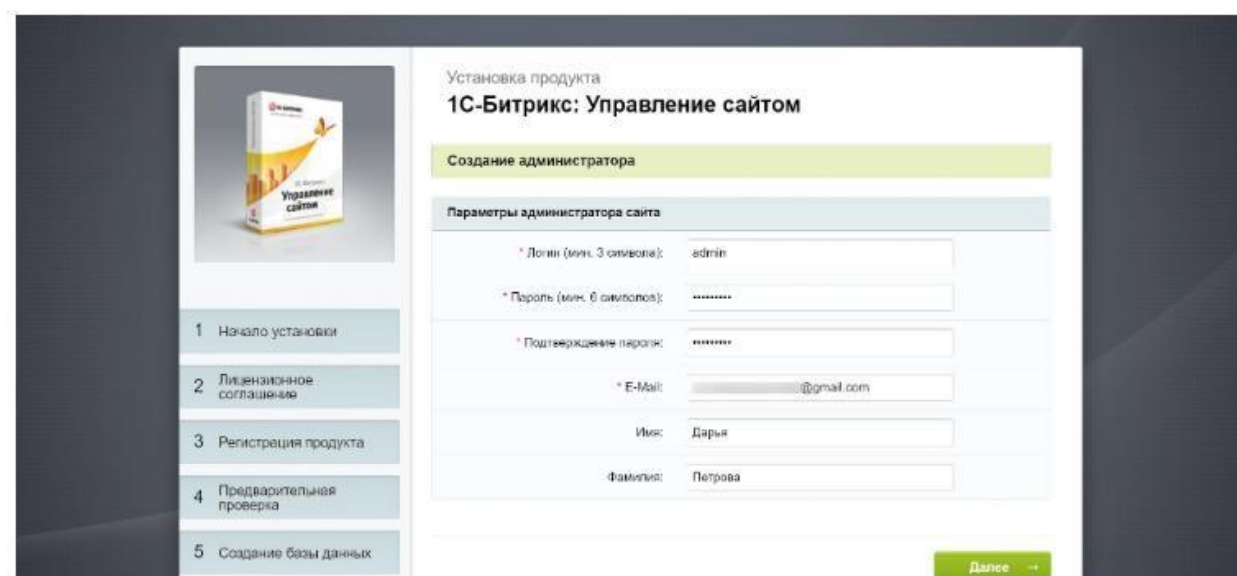 Установка продукта
1С-Битрикс: Управление сайтом
Создание администратора
Параметры администратора сайта
* Логин (мин. 3 символа):
admin
* Пароль (мин. 6 символов):
•••••••••
* Подтверждение пароля:
•••••••••
* E-Mail:
@gmail.com
Имя:
Дарья
Фамилия:
Петрова
Далее →
Управление
сайтом
1 Начало установки
2 Лицензионное
соглашение
3 Регистрация продукта
4 Предварительная
проверка
5 Создание базы данных